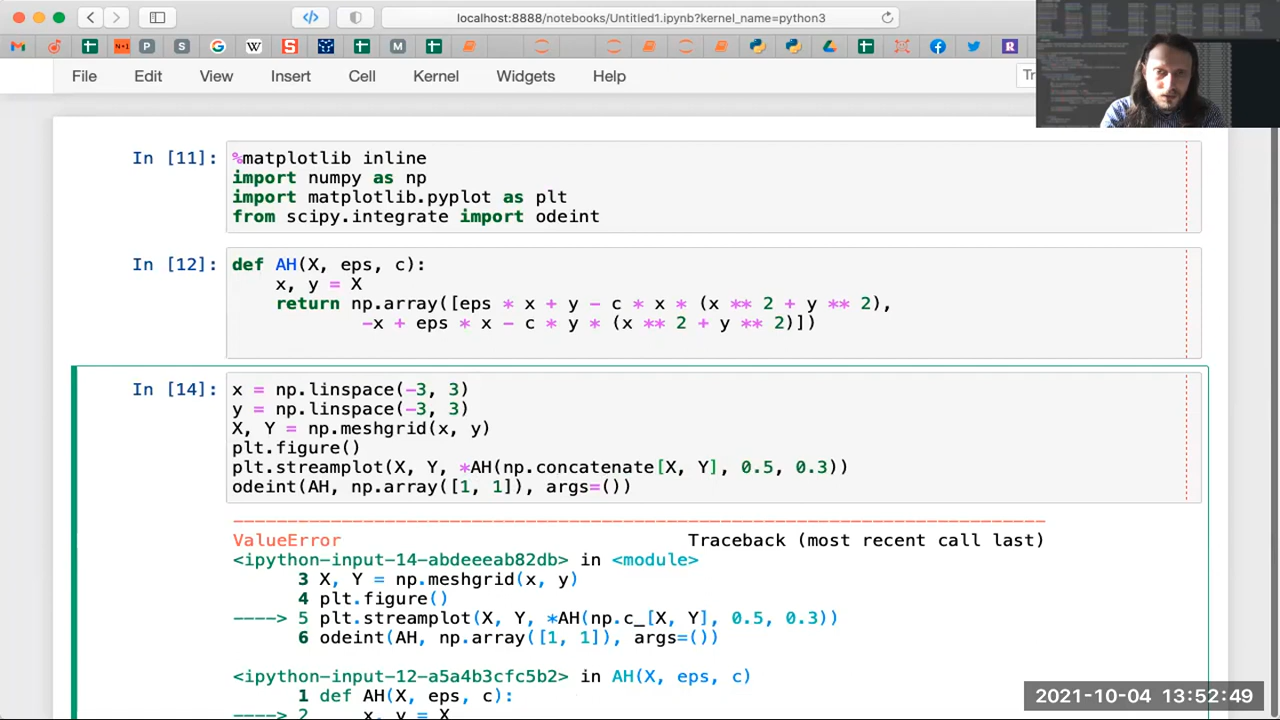 localhost:8888/notebooks/Untitled1.ipynb?kernel_name=python3
File Edit View Insert Cell Kernel Widgets Help
In [11]: %matplotlib inline
import numpy as np
import matplotlib.pyplot as plt
from scipy.integrate import odeint
In [12]: def AH(X, eps, c):
x, y = X
return np.array([eps * x + y - c * x * (x ** 2 + y ** 2),
-x + eps * x - c * y * (x ** 2 + y ** 2)])
In [14]: x = np.linspace(-3, 3)
y = np.linspace(-3, 3)
X, Y = np.meshgrid(x, y)
plt.figure()
plt.streamplot(X, Y, *AH(np.concatenate[X, Y], 0.5, 0.3))
odeint(AH, np.array([1, 1]), args=())
---------------------------------------------------------------------------
ValueError Traceback (most recent call last)
<ipython-input-14-abdeeeab82db> in <module>
3 X, Y = np.meshgrid(x, y)
4 plt.figure()
----> 5 plt.streamplot(X, Y, *AH(np.c_[X, Y], 0.5, 0.3))
6 odeint(AH, np.array([1, 1]), args=())
<ipython-input-12-a5a4b3cfc5b2> in AH(X, eps, c)
1 def AH(X, eps, c):
----> 2 x, y = X
2021-10-04 13:52:49